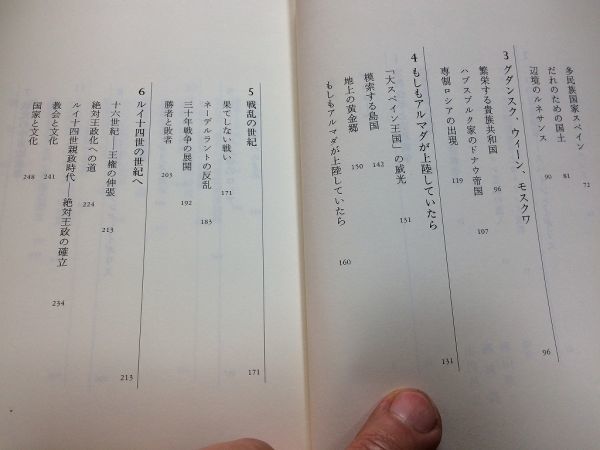 多民族国家スペイン 72
だれのための国土 81
辺境のルネサンス 90
3 グダンスク、ウィーン、モスクワ 96
繁栄する貴族共和国 96
ハプスブルク家のドナウ帝国 107
専制ロシアの出現 119
4 もしもアルマダが上陸していたら 131
「大スペイン王国」の威光 131
模索する島国 142
地上の黄金郷 150
もしもアルマダが上陸していたら 160
5 戦乱の世紀 171
果てしない戦い 171
ネーデルラントの反乱 183
三十年戦争の展開 192
勝者と敗者 203
6 ルイ十四世の世紀へ 213
十六世紀――王権の伸張 213
絶対王政化への道 224
ルイ十四世親政時代――絶対王政の確立 234
教会と文化 241
国家と文化 248